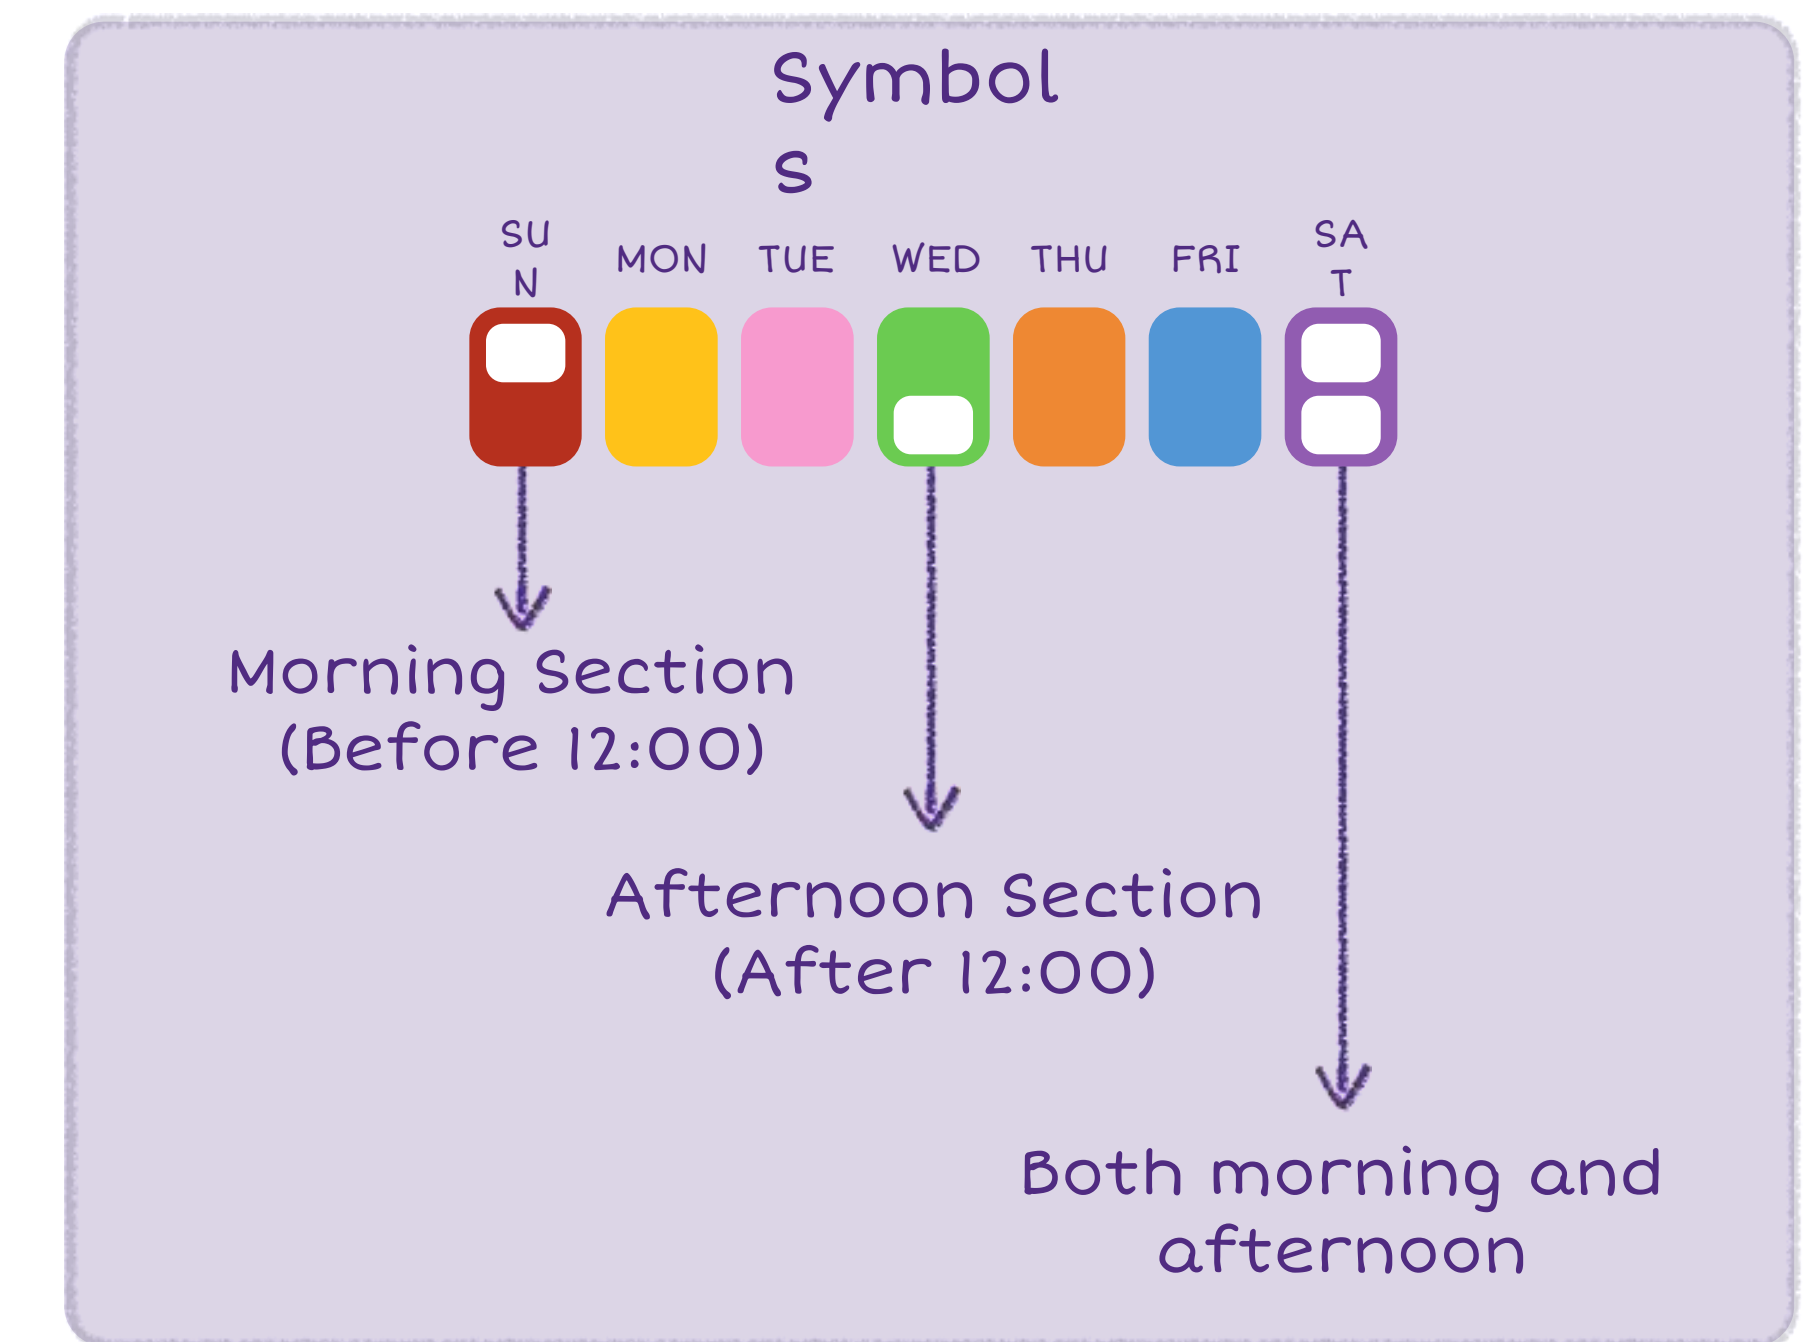 Symbol
s
SU
N
MON
TUE
WED
THU
FRI
SA
T
Morning Section
(Before 12:00)
Afternoon Section
(After 12:00)
Both morning and
afternoon